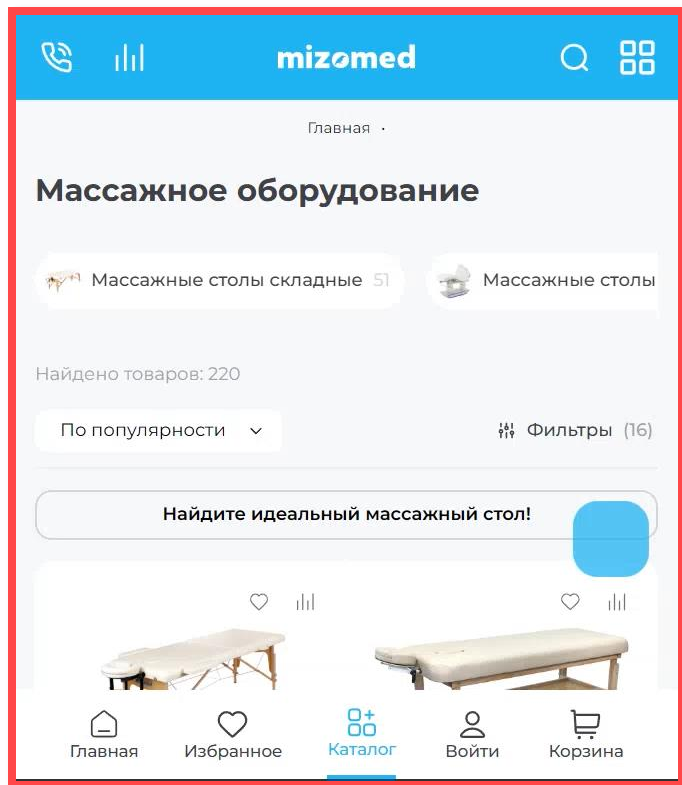 mizomed
Главная •
Массажное оборудование
Массажные столы складные 51
Массажные столы
Найдено товаров: 220
По популярности
Фильтры (16)
Найдите идеальный массажный стол!
Главная
Избранное
Каталог
Войти
Корзина